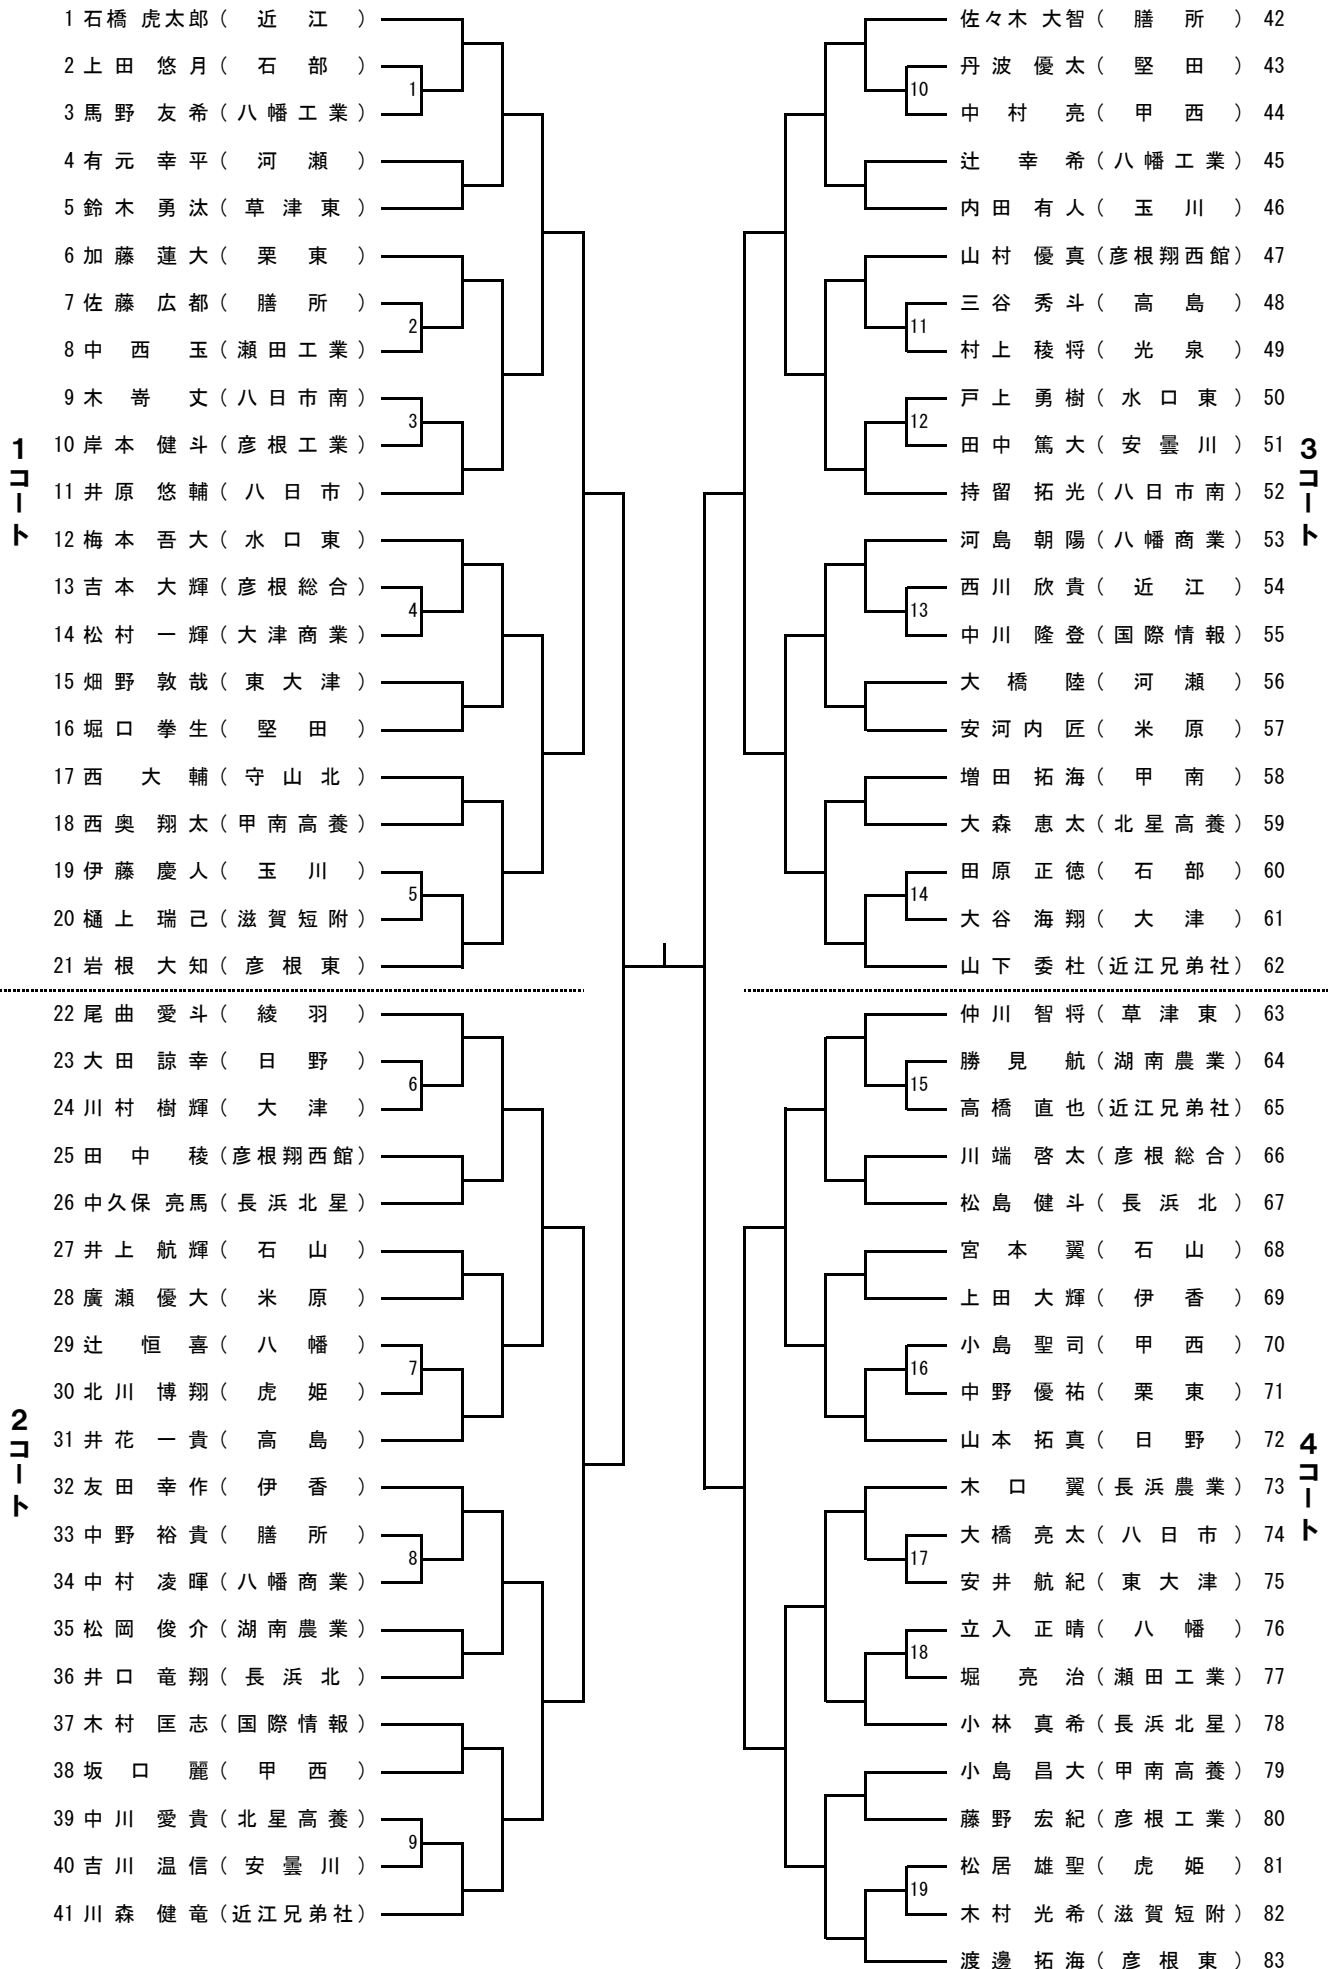 1 石橋 虎太郎 ( 近江 )
2 上田 悠月 ( 石部 )
1
3 馬野 友希 ( 八幡工業 )
4 有元 幸平 ( 河瀬 )
5 鈴木 勇汰 ( 草津東 )
6 加藤 蓮大 ( 栗東 )
7 佐藤 広都 ( 膳所 )
2
8 中西 玉 ( 瀬田工業 )
9 木嵜 丈 ( 八日市南 )
3
10 岸本 健斗 ( 彦根工業 )
11 井原 悠輔 ( 八日市 )
1コート
12 梅本 吾大 ( 水口東 )
13 吉本 大輝 ( 彦根総合 )
4
14 松村 一輝 ( 大津商業 )
15 畑野 敦哉 ( 東大津 )
16 堀口 拳生 ( 堅田 )
17 西 大輔 ( 守山北 )
18 西奥 翔太 ( 甲南高養 )
19 伊藤 慶人 ( 玉川 )
5
20 樋上 瑞己 ( 滋賀短附 )
21 岩根 大知 ( 彦根東 )
22 尾曲 愛斗 ( 綾羽 )
23 大田 諒幸 ( 日野 )
6
24 川村 樹輝 ( 大津 )
25 田中 稜 ( 彦根翔西館 )
26 中久保 亮馬 ( 長浜北星 )
27 井上 航輝 ( 石山 )
28 廣瀬 優大 ( 米原 )
29 辻 恒喜 ( 八幡 )
7
30 北川 博翔 ( 虎姫 )
31 井花 一貴 ( 高島 )
2コート
32 友田 幸作 ( 伊香 )
33 中野 裕貴 ( 膳所 )
8
34 中村 凌暉 ( 八幡商業 )
35 松岡 俊介 ( 湖南農業 )
36 井口 竜翔 ( 長浜北 )
37 木村 匡志 ( 国際情報 )
38 坂口 麗 ( 甲西 )
39 中川 愛貴 ( 北星高養 )
9
40 吉川 温信 ( 安曇川 )
41 川森 健竜 ( 近江兄弟社 )
佐々木 大智 ( 膳所 ) 42
丹波 優太 ( 堅田 ) 43
10
中村 亮 ( 甲西 ) 44
辻 幸希 ( 八幡工業 ) 45
内田 有人 ( 玉川 ) 46
山村 優真 ( 彦根翔西館 ) 47
三谷 秀斗 ( 高島 ) 48
11
村上 稜将 ( 光泉 ) 49
戸上 勇樹 ( 水口東 ) 50
12
田中 篤大 ( 安曇川 ) 51
持留 拓光 ( 八日市南 ) 52
3コート
河島 朝陽 ( 八幡商業 ) 53
西川 欣貴 ( 近江 ) 54
13
中川 隆登 ( 国際情報 ) 55
大橋 陸 ( 河瀬 ) 56
安河内 匠 ( 米原 ) 57
増田 拓海 ( 甲南 ) 58
大森 恵太 ( 北星高養 ) 59
田原 正徳 ( 石部 ) 60
14
大谷 海翔 ( 大津 ) 61
山下 委杜 ( 近江兄弟社 ) 62
仲川 智将 ( 草津東 ) 63
勝見 航 ( 湖南農業 ) 64
15
高橋 直也 ( 近江兄弟社 ) 65
川端 啓太 ( 彦根総合 ) 66
松島 健斗 ( 長浜北 ) 67
宮本 翼 ( 石山 ) 68
上田 大輝 ( 伊香 ) 69
小島 聖司 ( 甲西 ) 70
16
中野 優祐 ( 栗東 ) 71
山本 拓真 ( 日野 ) 72
4コート
木口 翼 ( 長浜農業 ) 73
大橋 亮太 ( 八日市 ) 74
17
安井 航紀 ( 東大津 ) 75
立入 正晴 ( 八幡 ) 76
18
堀 亮治 ( 瀬田工業 ) 77
小林 真希 ( 長浜北星 ) 78
小島 昌大 ( 甲南高養 ) 79
藤野 宏紀 ( 彦根工業 ) 80
松居 雄聖 ( 虎姫 ) 81
19
木村 光希 ( 滋賀短附 ) 82
渡邊 拓海 ( 彦根東 ) 83